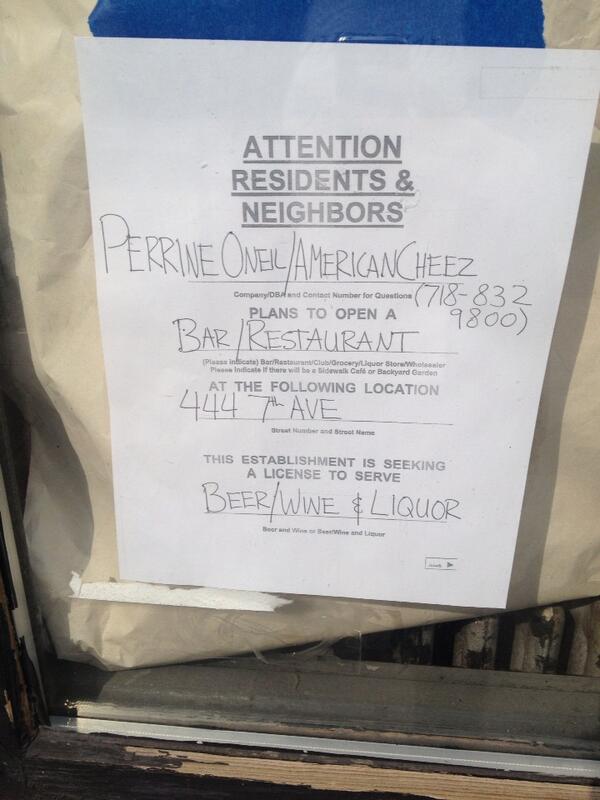 ATTENTION
RESIDENTS &
NEIGHBORS
PERRINE ONEIL/AMERICANCHEEZ
Company/DBA and Contact Number for Questions (718-832
9800)
PLANS TO OPEN A
BAR/RESTAURANT
(Please indicate) Bar/Restaurant/Club/Grocery/Liquor Store/Wholesaler
Please Indicate if there will be a Sidewalk Café or Backyard Garden
AT THE FOLLOWING LOCATION
444 7th AVE
Street Number and Street Name
THIS ESTABLISHMENT IS SEEKING
A LICENSE TO SERVE
BEER/WINE & LIQUOR
Beer and Wine or Beer/Wine and Liquor